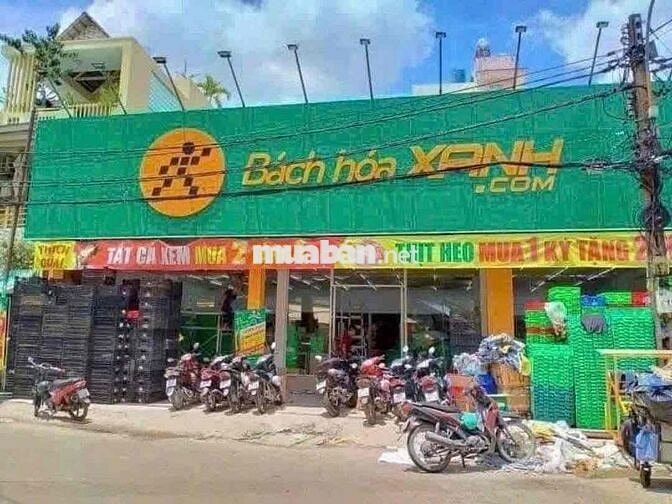 Bách hóa XANH
.COM
THỊT HEO MUA 1 KÝ TẶNG 2
TẤT CẢ KEM MUA 2
muaban.net